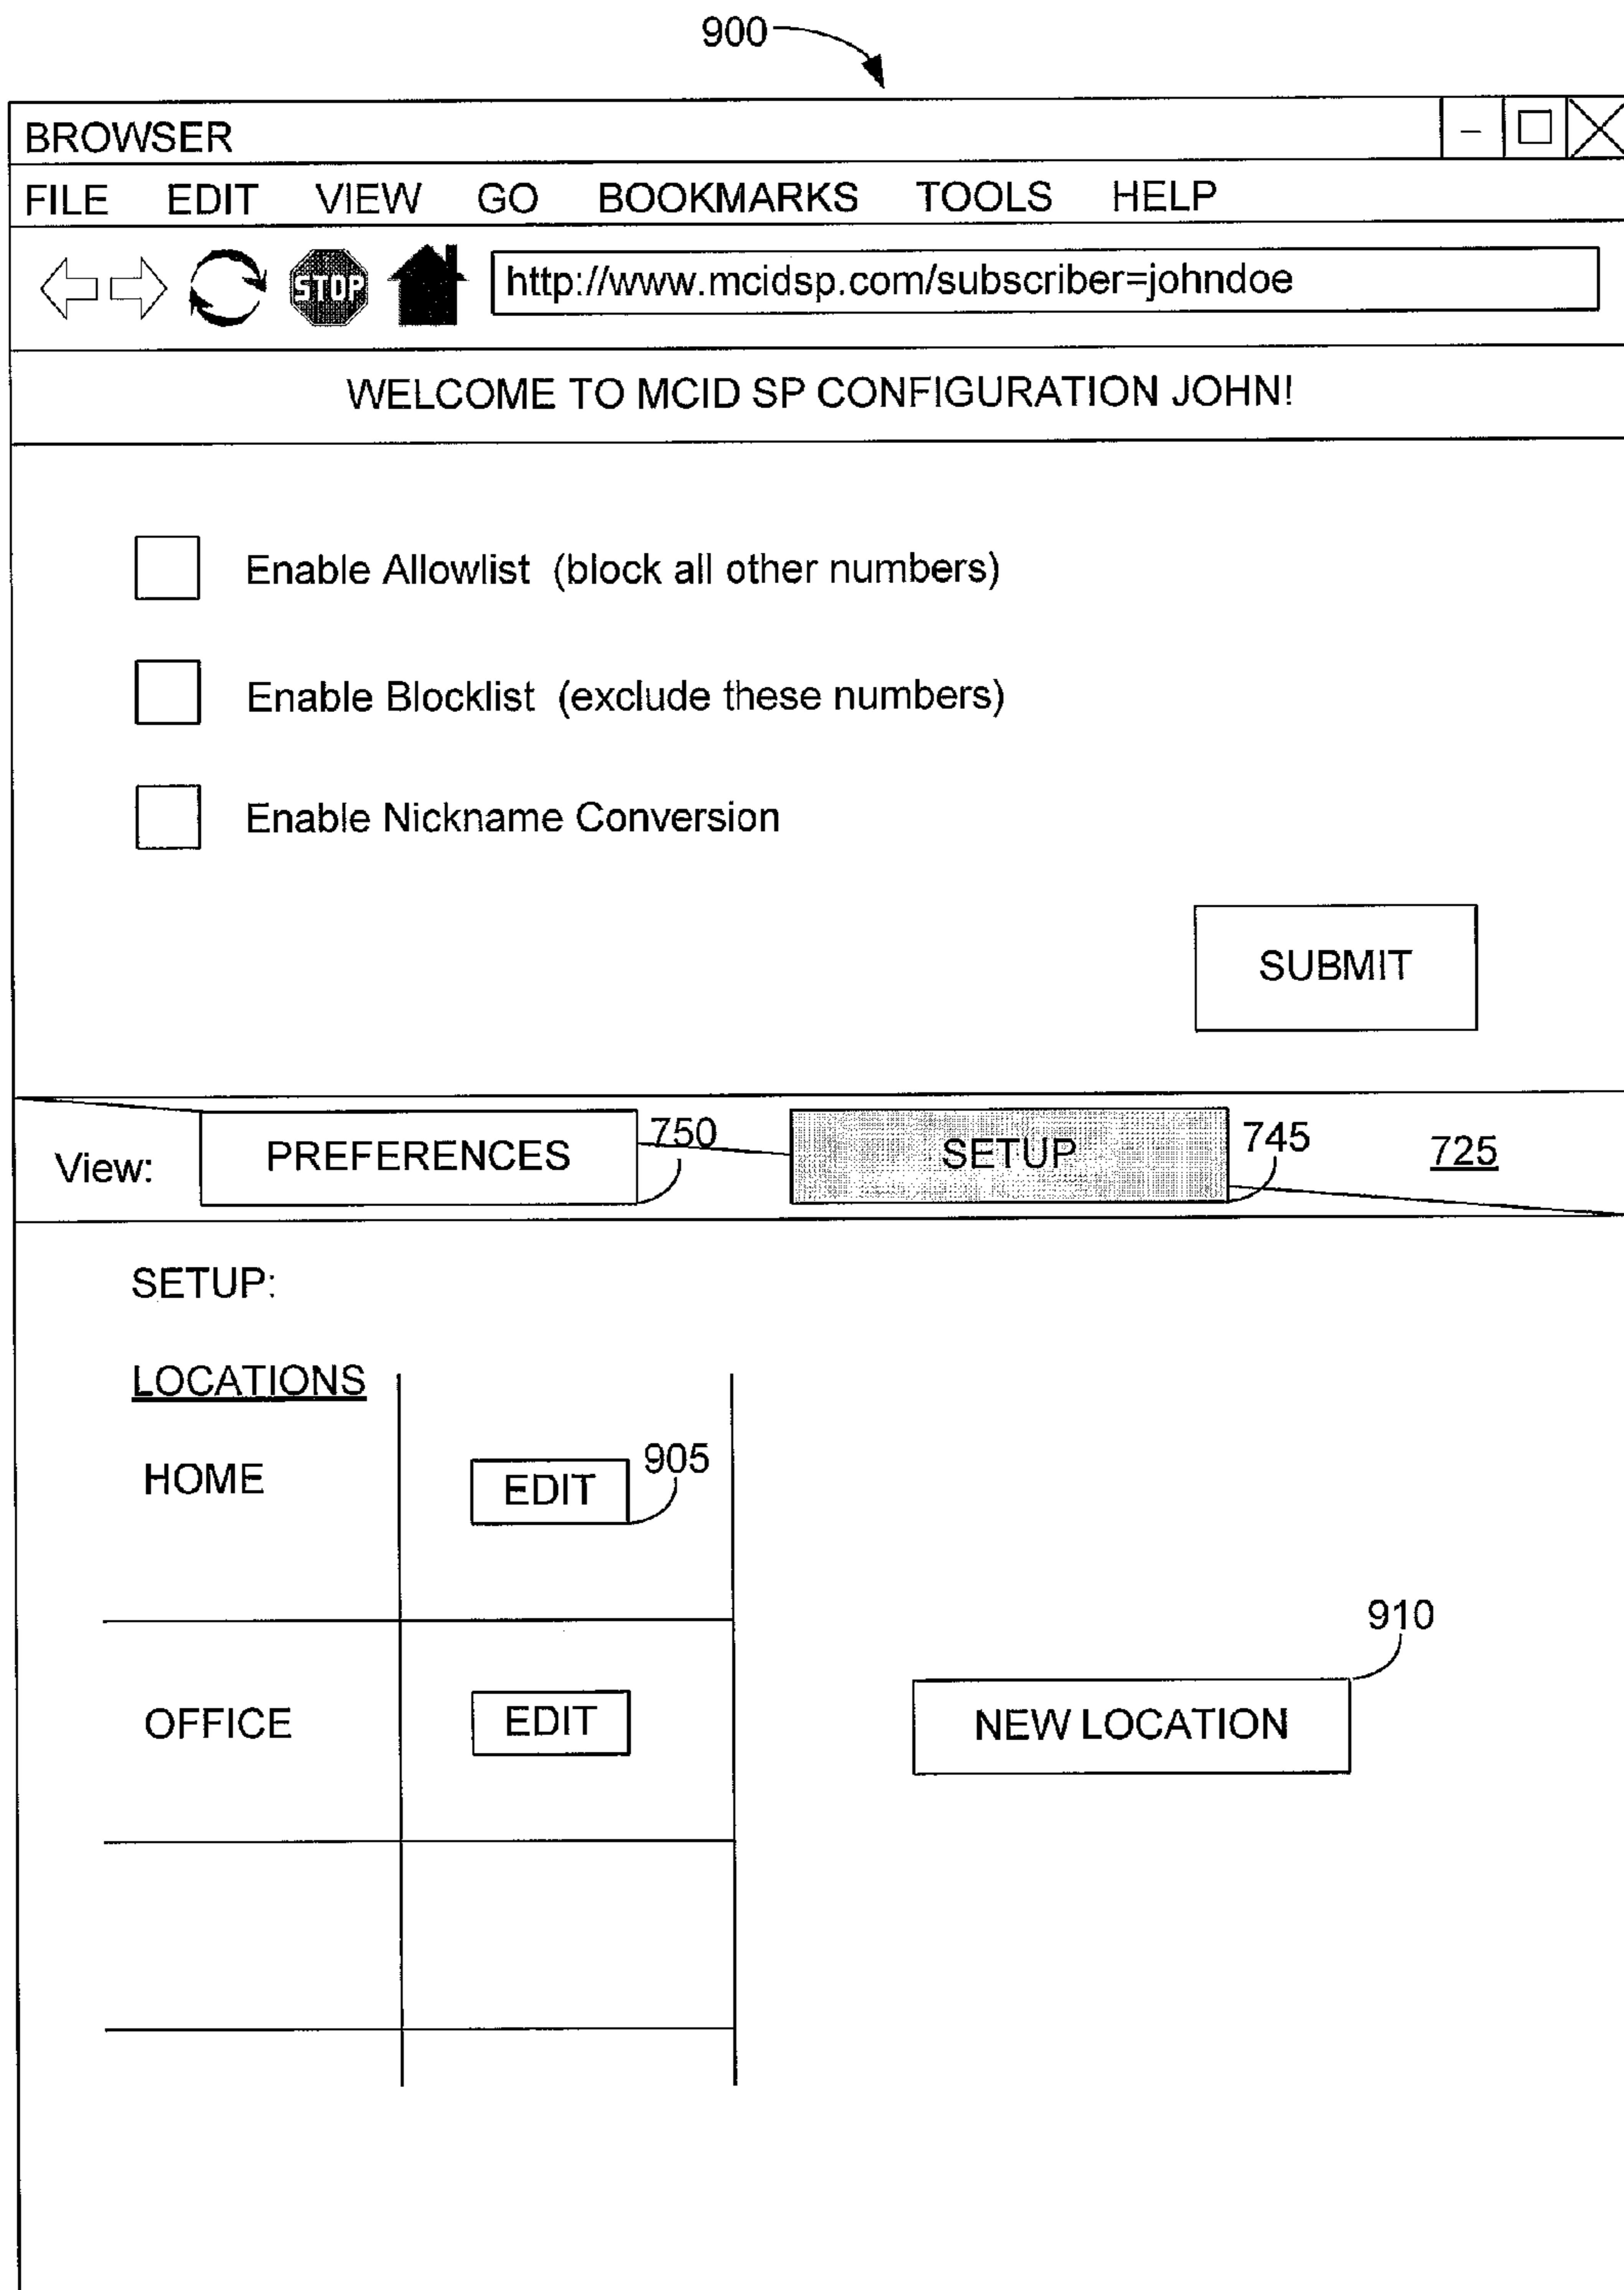 900
BROWSER
FILE EDIT VIEW GO BOOKMARKS TOOLS HELP
STOP http://www.mcidsp.com/subscriber=johndoe
WELCOME TO MCID SP CONFIGURATION JOHN!
Enable Allowlist (block all other numbers)
Enable Blocklist (exclude these numbers)
Enable Nickname Conversion
SUBMIT
View: PREFERENCES 750 SETUP 745 725
SETUP:
LOCATIONS
HOME EDIT 905
910
OFFICE EDIT NEW LOCATION